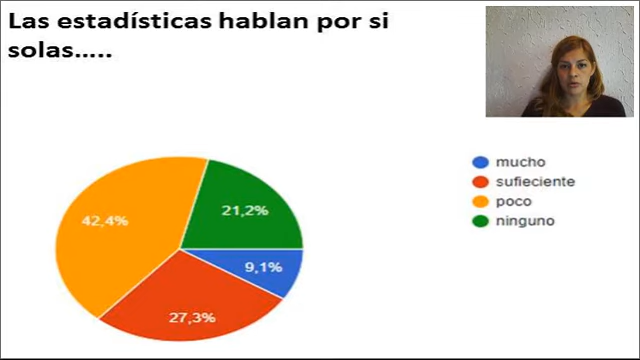 Las estadísticas hablan por si
solas.....
42,4%
21,2%
9,1%
27,3%
mucho
sufieciente
poco
ninguno